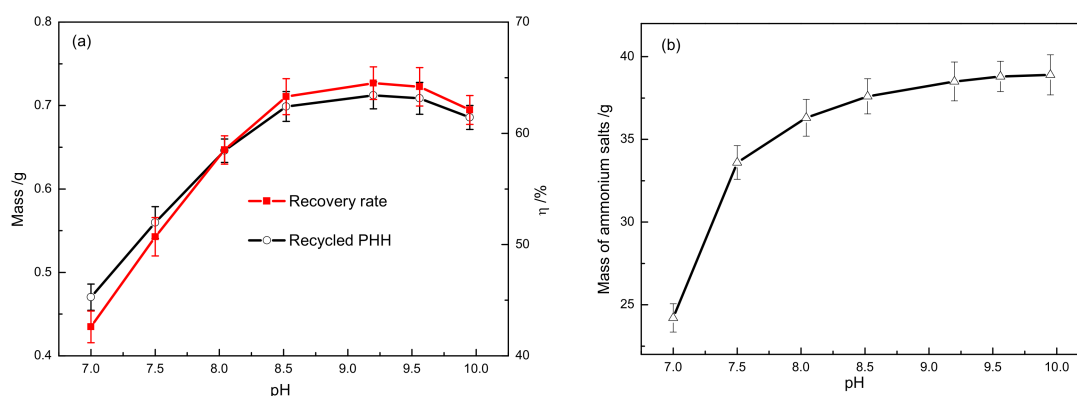 (a)
0.8
0.7
0.6
0.5
0.4
Mass /g
70
60
50
40
η /%
Recovery rate
Recycled PHH
7.0 7.5 8.0 8.5 9.0 9.5 10.0
pH
(b)
40
35
30
25
Mass of ammonium salts /g
7.0 7.5 8.0 8.5 9.0 9.5 10.0
pH